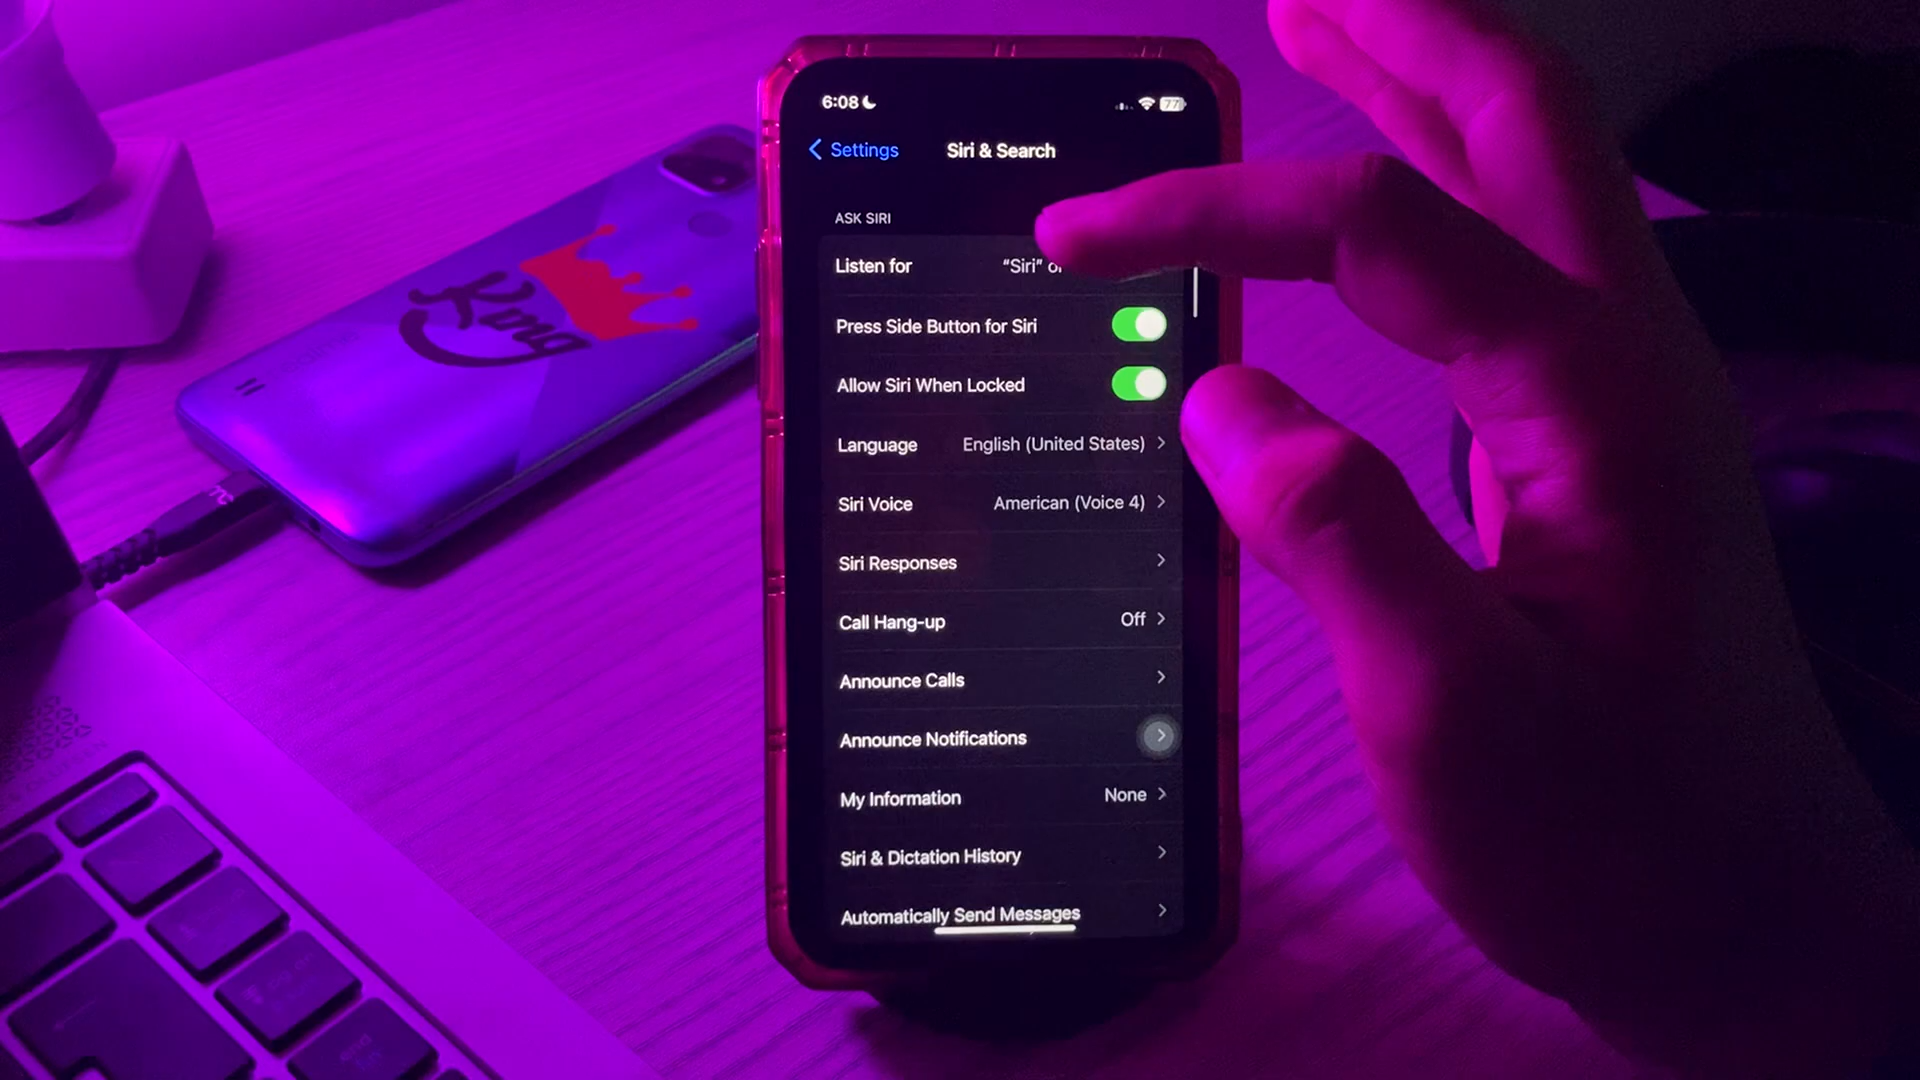 6:08
77
Settings
Siri & Search
ASK SIRI
Listen for
“Siri”
Press Side Button for Siri
Allow Siri When Locked
Language
English (United States)
Siri Voice
American (Voice 4)
Siri Responses
Call Hang-up
Off
Announce Calls
Announce Notifications
My Information
None
Siri & Dictation History
Automatically Send Messages
King